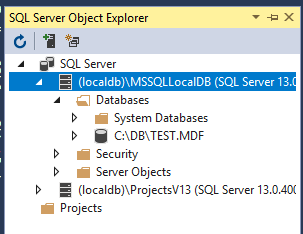 SQL Server Object Explorer
SQL Server
(localdb)\MSSQLLocalDB (SQL Server 13.0
Databases
System Databases
C:\DB\TEST.MDF
Security
Server Objects
(localdb)\ProjectsV13 (SQL Server 13.0.400
Projects